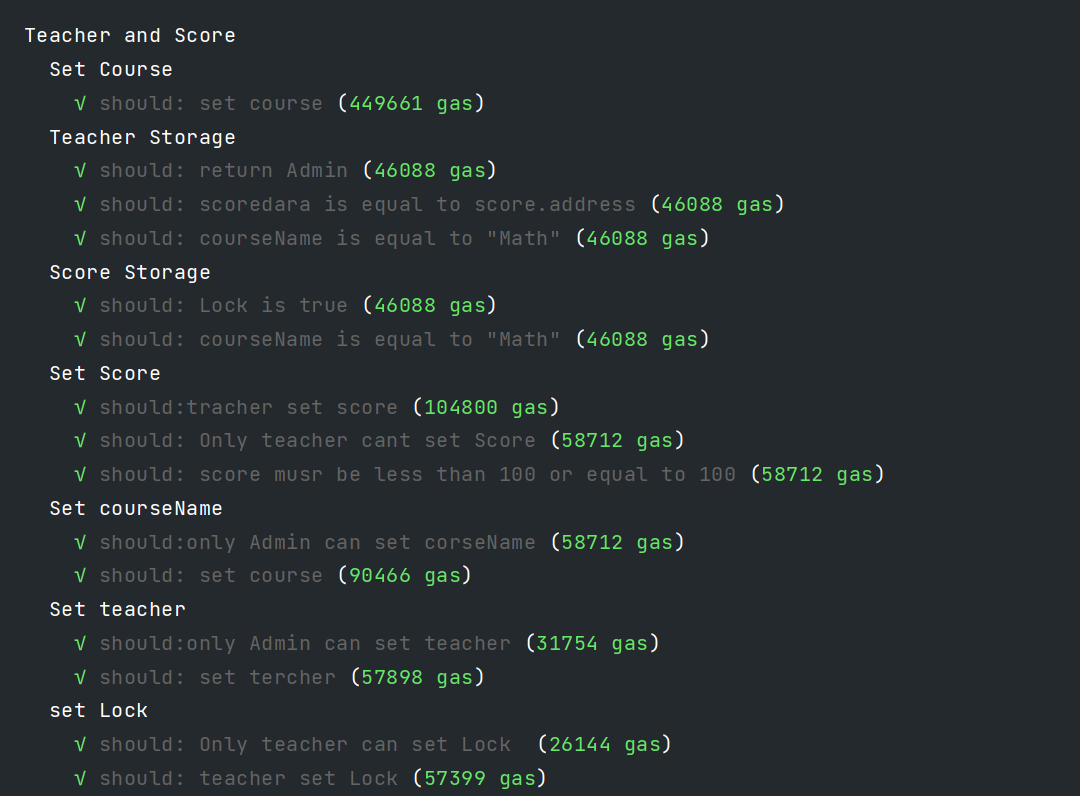 Teacher and Score
Set Course
√ should: set course (449661 gas)
Teacher Storage
√ should: return Admin (46088 gas)
√ should: scoredara is equal to score.address (46088 gas)
√ should: courseName is equal to "Math" (46088 gas)
Score Storage
√ should: Lock is true (46088 gas)
√ should: courseName is equal to "Math" (46088 gas)
Set Score
√ should:tracher set score (104800 gas)
√ should: Only teacher cant set Score (58712 gas)
√ should: score musr be less than 100 or equal to 100 (58712 gas)
Set courseName
√ should:only Admin can set corseName (58712 gas)
√ should: set course (90466 gas)
Set teacher
√ should:only Admin can set teacher (31754 gas)
√ should: set tercher (57898 gas)
set Lock
√ should: Only teacher can set Lock  (26144 gas)
√ should: teacher set Lock (57399 gas)